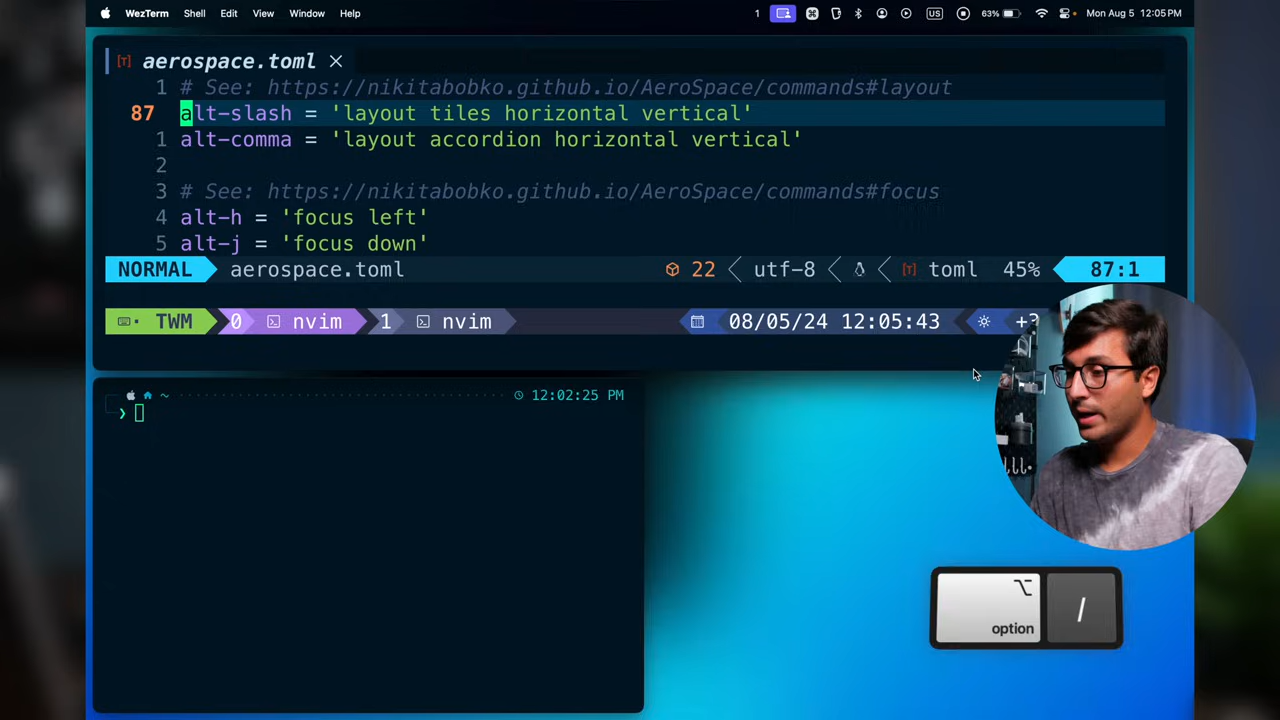 WezTerm Shell Edit View Window Help 1 US 63% Mon Aug 5 12:05 PM
[T] aerospace.toml ×
1 # See: https://nikitabobko.github.io/AeroSpace/commands#layout
87 alt-slash = 'layout tiles horizontal vertical'
1 alt-comma = 'layout accordion horizontal vertical'
2
3 # See: https://nikitabobko.github.io/AeroSpace/commands#focus
4 alt-h = 'focus left'
5 alt-j = 'focus down'
NORMAL aerospace.toml 22 utf-8 [T] toml 45% 87:1
TWM 0 nvim 1 nvim 08/05/24 12:05:43
~ 12:02:25 PM
❯
⌥ /
option